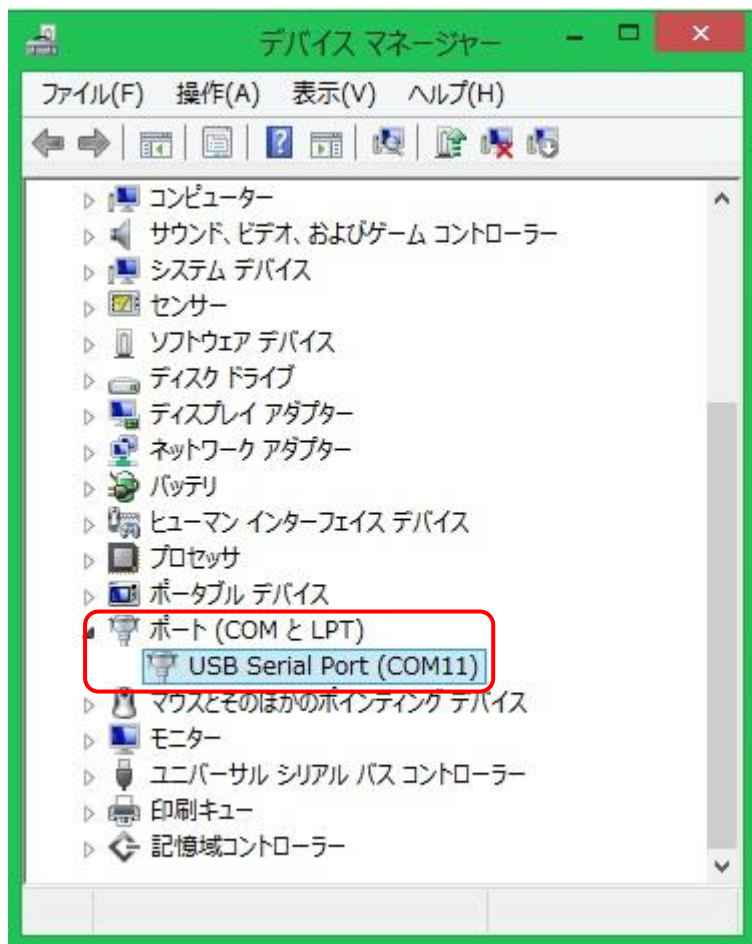 デバイス マネージャー
ファイル(F) 操作(A) 表示(V) ヘルプ(H)
コンピューター
サウンド、ビデオ、およびゲーム コントローラー
システム デバイス
センサー
ソフトウェア デバイス
ディスク ドライブ
ディスプレイ アダプター
ネットワーク アダプター
バッテリ
ヒューマン インターフェイス デバイス
プロセッサ
ポータブル デバイス
ポート (COM と LPT)
USB Serial Port (COM11)
マウスとそのほかのポインティング デバイス
モニター
ユニバーサル シリアル バス コントローラー
印刷キュー
記憶域コントローラー